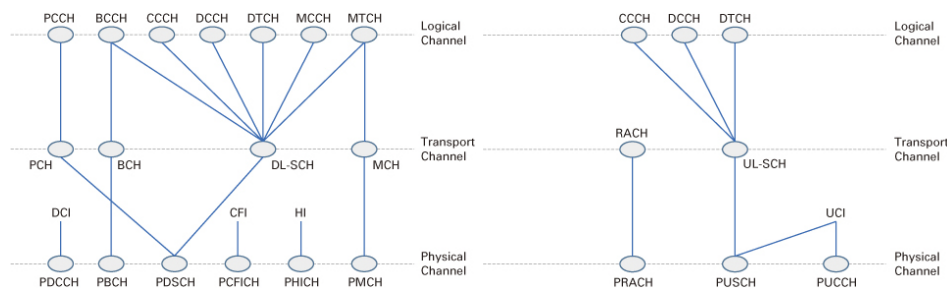 PCCH BCCH CCCH DCCH DTCH MCCH MTCH
Logical
Channel
PCH BCH DL-SCH MCH
Transport
Channel
DCI CFI HI
PDCCH PBCH PDSCH PCFICH PHICH PMCH
Physical
Channel
CCCH DCCH DTCH
Logical
Channel
RACH
UL-SCH
Transport
Channel
UCI
PRACH PUSCH PUCCH
Physical
Channel